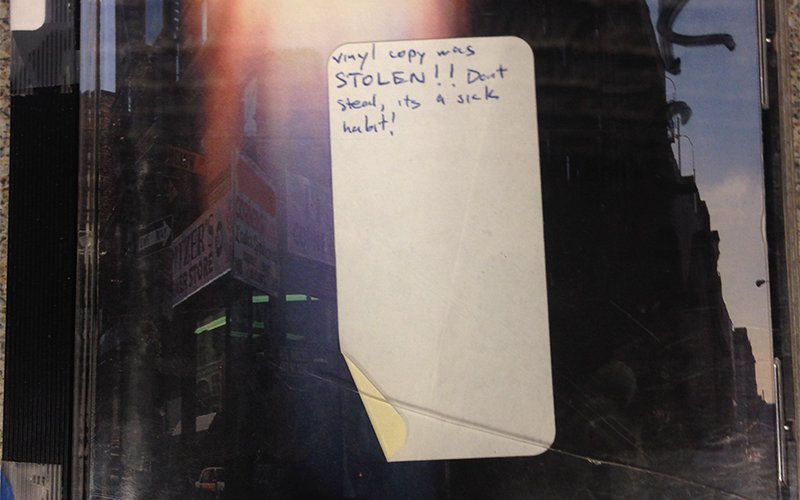 vinyl copy was
STOLEN!! Dont
steal, its a sick
habit!